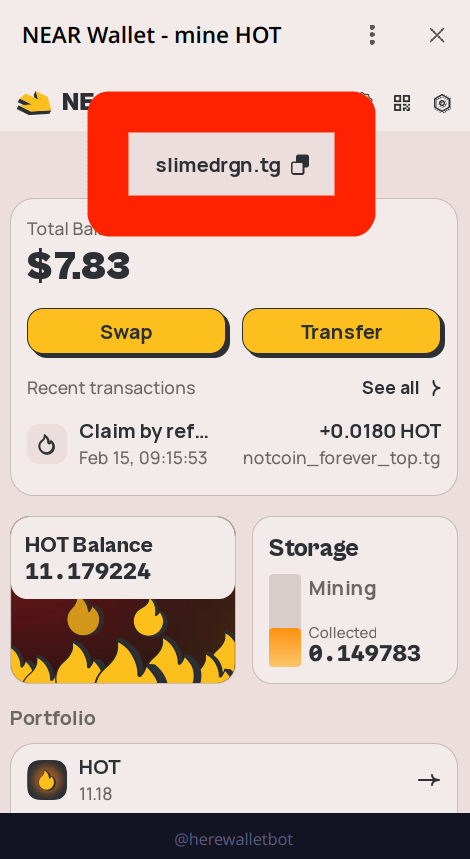 NEAR Wallet - mine HOT
NE
slimedrgn.tg
Total Bal
$7.83
Swap
Transfer
Recent transactions
See all
Claim by ref...
+0.0180 HOT
Feb 15, 09:15:53
notcoin_forever_top.tg
HOT Balance
11.179224
Storage
Mining
Collected
0.149783
Portfolio
HOT
11.18
@herewalletbot